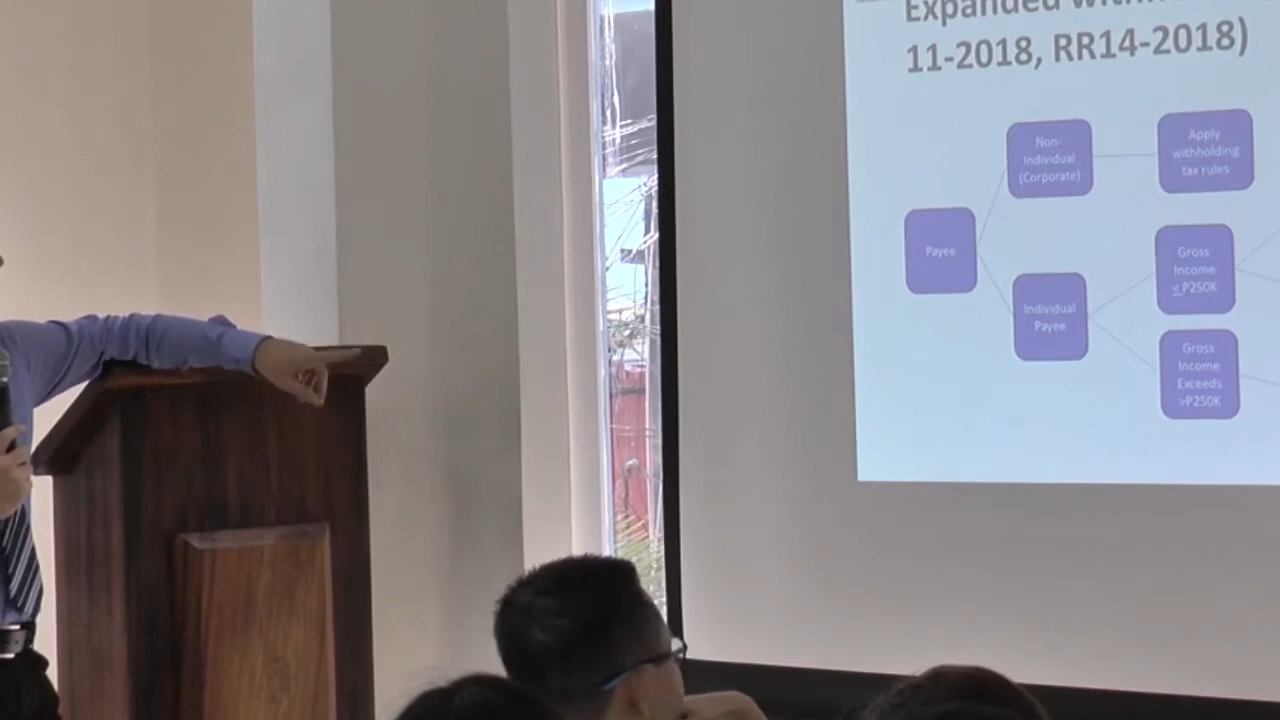 Expanded
11-2018, RR14-2018)
Non-
Individual
(Corporate)
Apply
withholding
tax rules
Payee
Gross
Income
≤ P250K
Individual
Payee
Gross
Income
Exceeds
>P250K